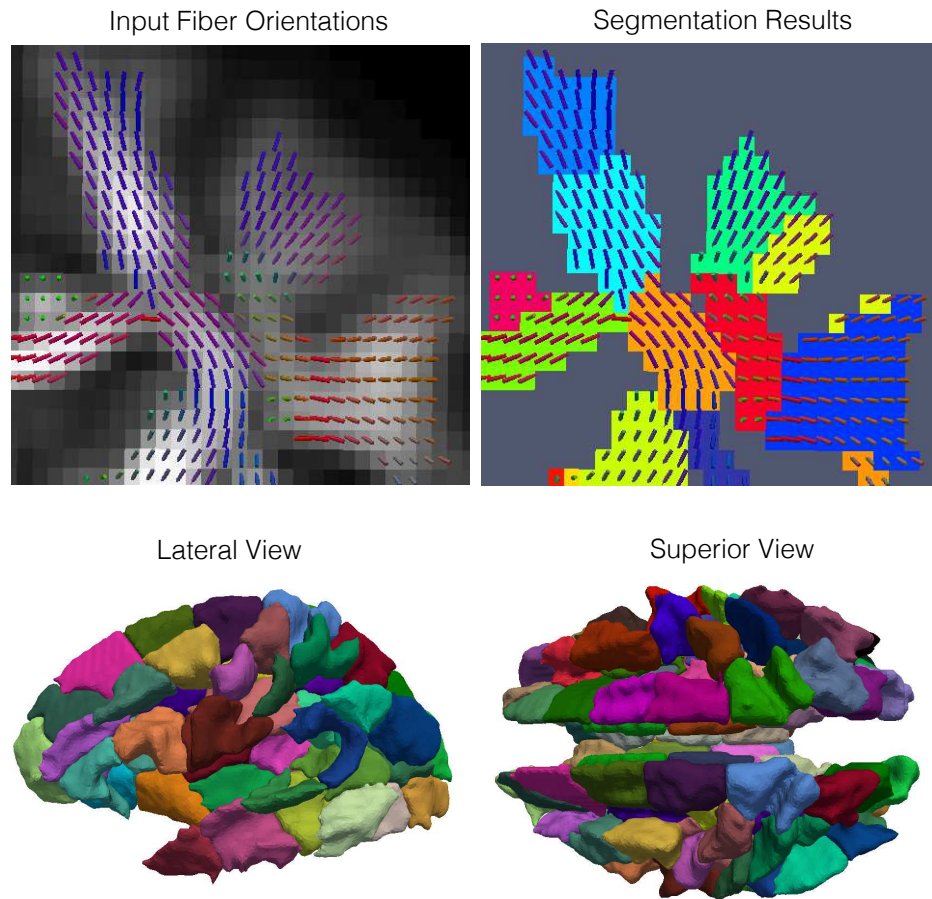 Input Fiber Orientations
Segmentation Results
Lateral View
Superior View